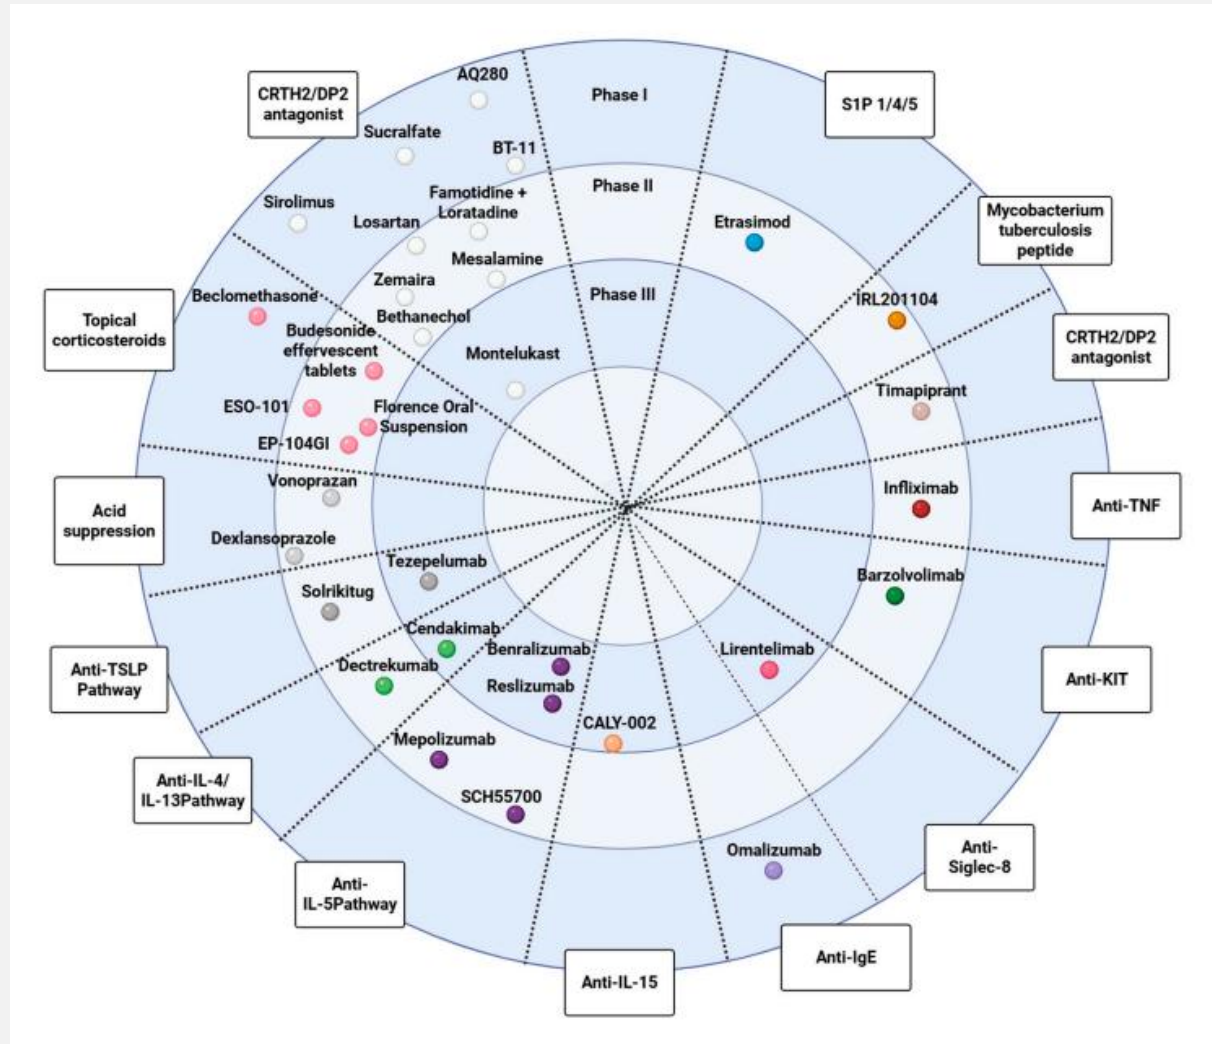 AQ280
CRTH2/DP2
antagonist
Phase I
S1P 1/4/5
Sucralfate
BT-11
Phase II
Famotidine +
Loratadine
Sirolimus
Losartan
Etrasimod
Mycobacterium
tuberculosis
peptide
Mesalamine
Zemaira
Phase III
Beclomethasone
IRL201104
Topical
corticosteroids
Budesonide
effervescent
tablets
Bethanechol
Montelukast
CRTH2/DP2
antagonist
Timapiprant
ESO-101
Florence Oral
Suspension
EP-104GI
Vonoprazan
Infliximab
Anti-TNF
Acid
suppression
Dexlansoprazole
Tezepelumab
Barzolvolimab
Solrikitug
Cendakimab
Benralizumab
Lirentelimab
Anti-TSLP
Pathway
Dectrekumab
Reslizumab
Anti-KIT
CALY-002
Mepolizumab
Anti-IL-4/
IL-13Pathway
SCH55700
Omalizumab
Anti-
Siglec-8
Anti-
IL-5Pathway
Anti-IgE
Anti-IL-15